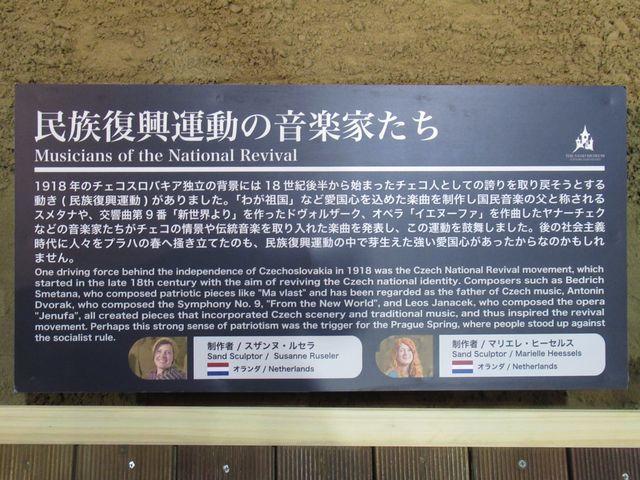 民族復興運動の音楽家たち
Musicians of the National Revival
THE SAND MUSEUM
1918年のチェコスロバキア独立の背景には18世紀後半から始まったチェコ人としての誇りを取り戻そうとする
動き(民族復興運動)がありました。「わが祖国」など愛国心を込めた楽曲を制作し国民音楽の父と称される
スメタナや、交響曲第9番「新世界より」を作ったドヴォルザーク、オペラ「イエヌーファ」を作曲したヤナーチェク
などの音楽家たちがチェコの情景や伝統音楽を取り入れた楽曲を発表し、この運動を鼓舞しました。後の社会主義
時代に人々をプラハの春へ掻き立てたのも、民族復興運動の中で芽生えた強い愛国心があったからなのかもしれ
ません。
One driving force behind the independence of Czechoslovakia in 1918 was the Czech National Revival movement, which
started in the late 18th century with the aim of reviving the Czech national identity. Composers such as Bedrich
Smetana, who composed patriotic pieces like "Ma vlast" and has been regarded as the father of Czech music, Antonin
Dvorak, who composed the Symphony No. 9, "From the New World", and Leos Janacek, who composed the opera
"Jenufa", all created pieces that incorporated Czech scenery and traditional music, and thus inspired the revival
movement. Perhaps this strong sense of patriotism was the trigger for the Prague Spring, where people stood up against
the socialist rule.
制作者 / スザンヌ・ルセラ
Sand Sculptor / Susanne Ruseler
オランダ / Netherlands
制作者 / マリエレ・ヒーセルス
Sand Sculptor / Marielle Heessels
オランダ / Netherlands